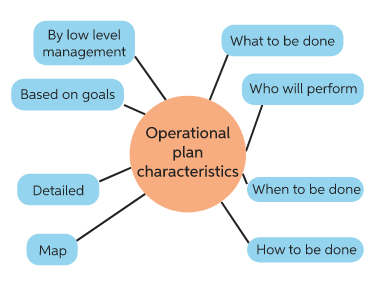 By low level
management
What to be done
Based on goals
Who will perform
Operational
plan
characteristics
Detailed
When to be done
Map
How to be done